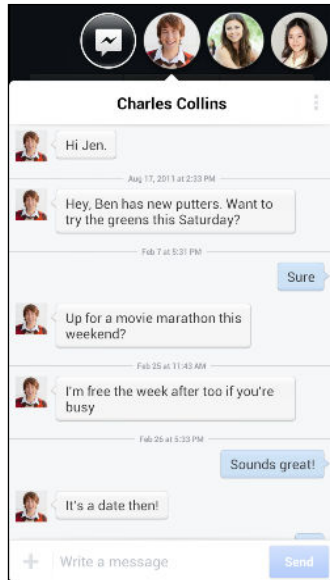 Charles Collins
Hi Jen.
Aug 17, 2011 at 2:33 PM
Hey, Ben has new putters. Want to
try the greens this Saturday?
Feb 7 at 5:31 PM
Sure
Up for a movie marathon this
weekend?
Feb 25 at 11:43 AM
I'm free the week after too if you're
busy
Feb 26 at 5:33 PM
Sounds great!
It's a date then!
Write a message
Send